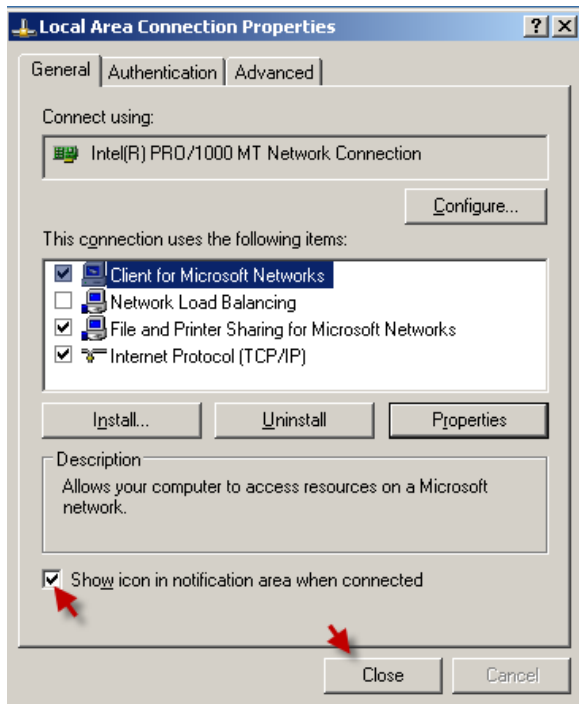 Local Area Connection Properties
General Authentication Advanced
Connect using:
Intel(R) PRO/1000 MT Network Connection
Configure...
This connection uses the following items:
Client for Microsoft Networks
Network Load Balancing
File and Printer Sharing for Microsoft Networks
Internet Protocol (TCP/IP)
Install... Uninstall Properties
Description
Allows your computer to access resources on a Microsoft
network.
Show icon in notification area when connected
Close Cancel